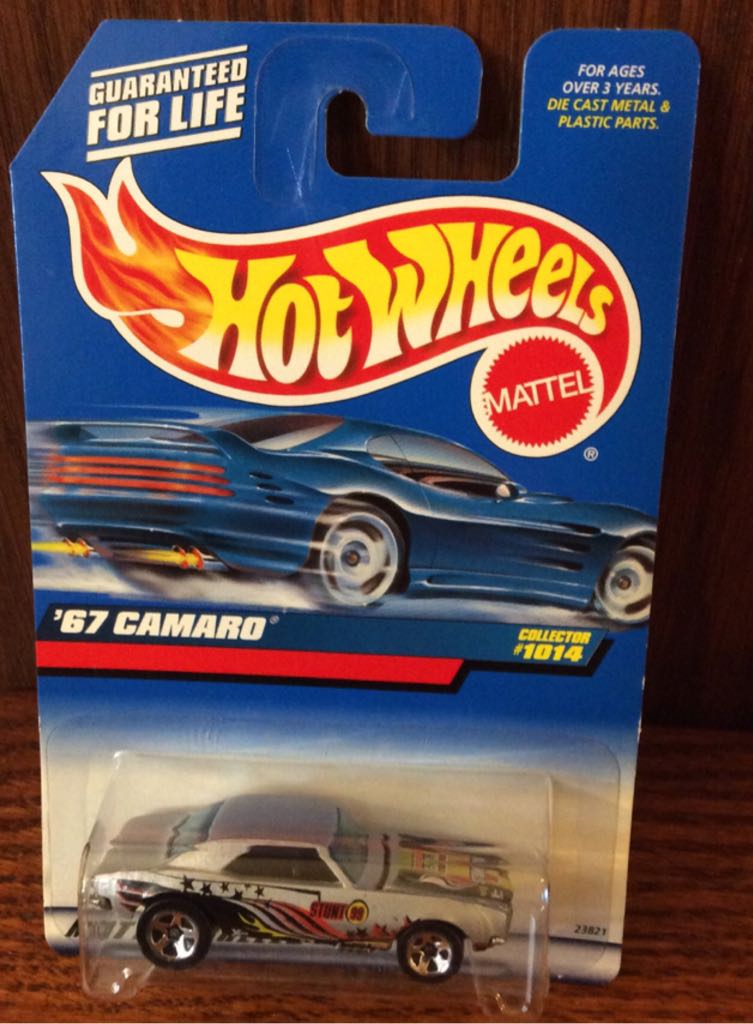 GUARANTEED
FOR LIFE
FOR AGES
OVER 3 YEARS.
DIE CAST METAL &
PLASTIC PARTS.
HOT WHEELS
MATTEL
®
'67 CAMARO®
COLLECTOR
#1014
STUNT 99
23821